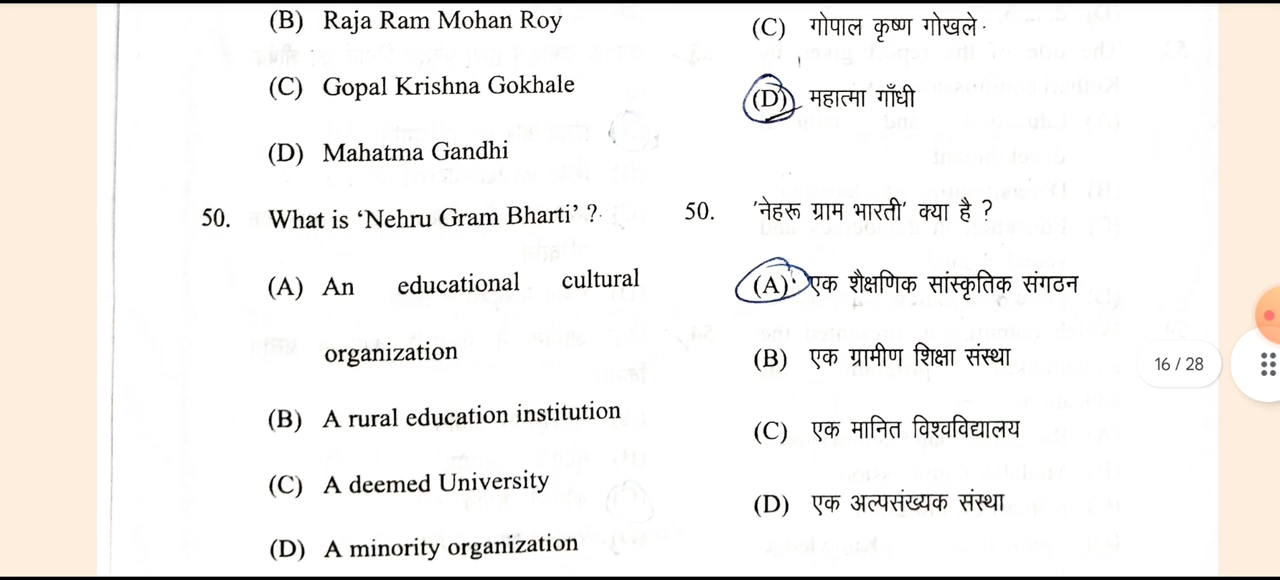 (B) Raja Ram Mohan Roy
(C) Gopal Krishna Gokhale
(D) Mahatma Gandhi
50. What is ‘Nehru Gram Bharti’ ?
(A) An educational cultural
organization
(B) A rural education institution
(C) A deemed University
(D) A minority organization
(C) गोपाल कृष्ण गोखले
(D) महात्मा गाँधी
50. 'नेहरू ग्राम भारती' क्या है ?
(A) एक शैक्षणिक सांस्कृतिक संगठन
(B) एक ग्रामीण शिक्षा संस्था
(C) एक मानित विश्वविद्यालय
(D) एक अल्पसंख्यक संस्था
16 / 28